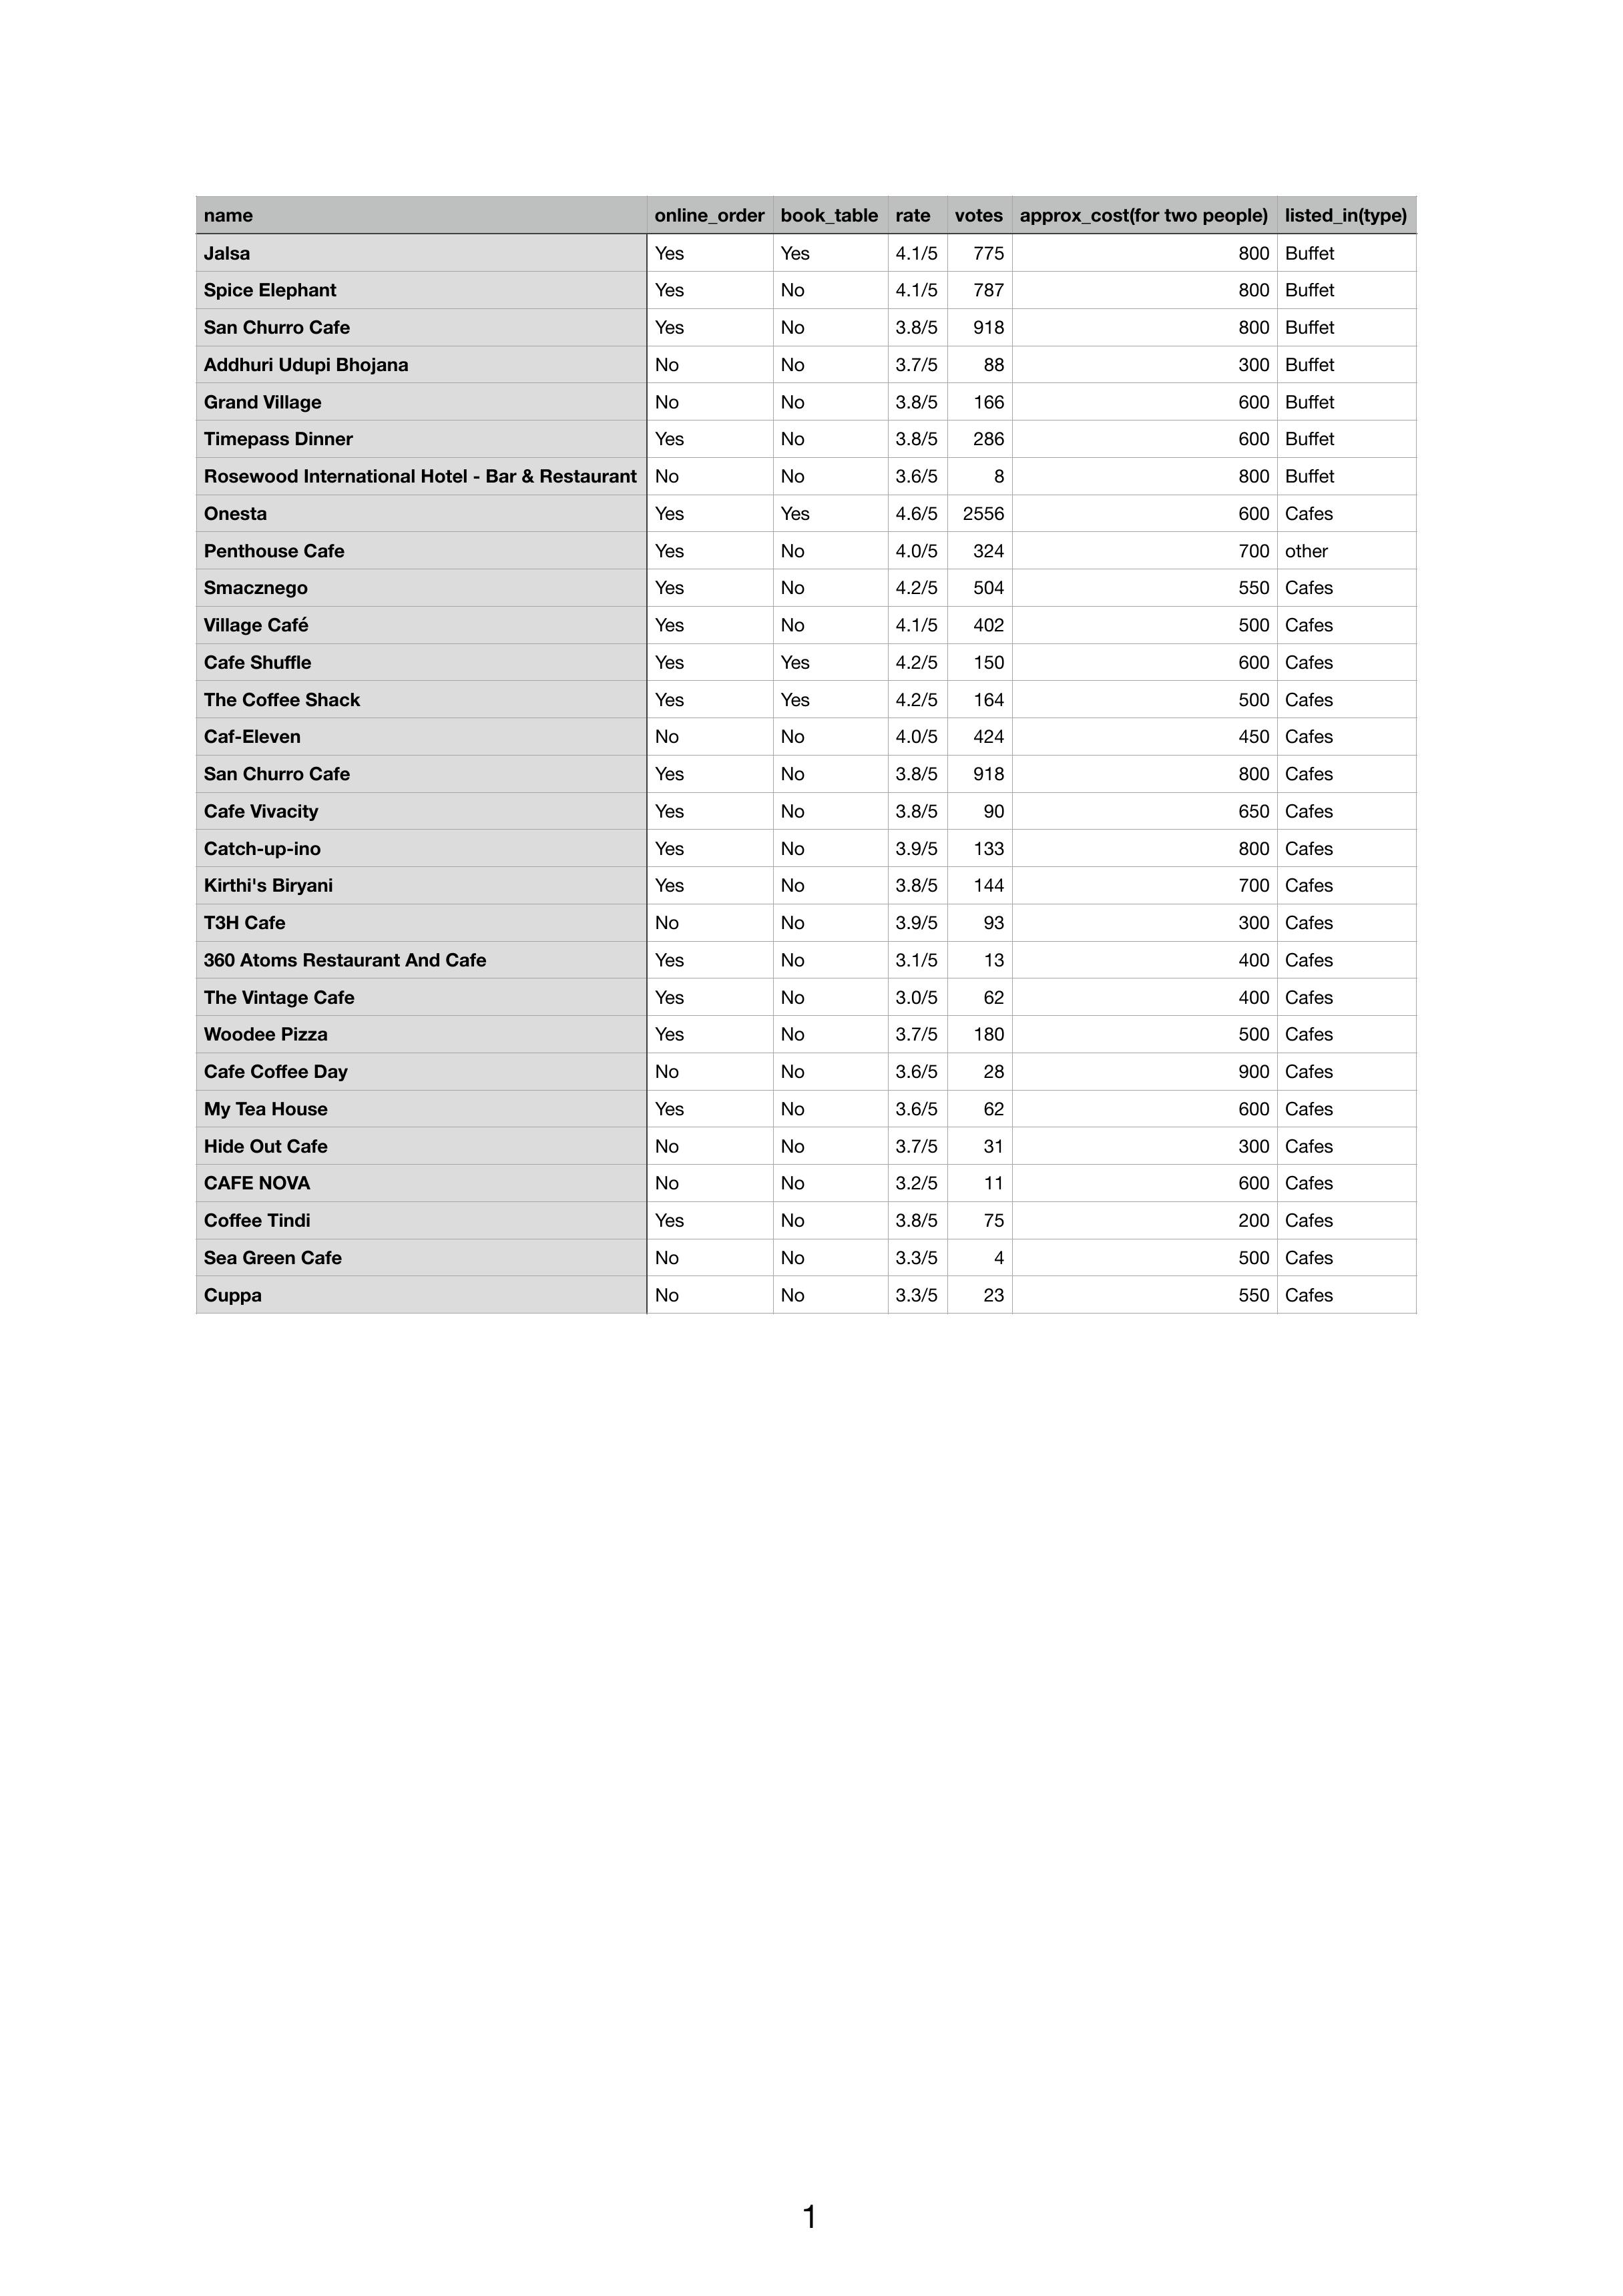 name online_order book_table rate votes approx_cost(for two people) listed_in(type)
Jalsa Yes Yes 4.1/5 775 800 Buffet
Spice Elephant Yes No 4.1/5 787 800 Buffet
San Churro Cafe Yes No 3.8/5 918 800 Buffet
Addhuri Udupi Bhojana No No 3.7/5 88 300 Buffet
Grand Village No No 3.8/5 166 600 Buffet
Timepass Dinner Yes No 3.8/5 286 600 Buffet
Rosewood International Hotel - Bar & Restaurant No No 3.6/5 8 800 Buffet
Onesta Yes Yes 4.6/5 2556 600 Cafes
Penthouse Cafe Yes No 4.0/5 324 700 other
Smacznego Yes No 4.2/5 504 550 Cafes
Village Café Yes No 4.1/5 402 500 Cafes
Cafe Shuffle Yes Yes 4.2/5 150 600 Cafes
The Coffee Shack Yes Yes 4.2/5 164 500 Cafes
Caf-Eleven No No 4.0/5 424 450 Cafes
San Churro Cafe Yes No 3.8/5 918 800 Cafes
Cafe Vivacity Yes No 3.8/5 90 650 Cafes
Catch-up-ino Yes No 3.9/5 133 800 Cafes
Kirthi's Biryani Yes No 3.8/5 144 700 Cafes
T3H Cafe No No 3.9/5 93 300 Cafes
360 Atoms Restaurant And Cafe Yes No 3.1/5 13 400 Cafes
The Vintage Cafe Yes No 3.0/5 62 400 Cafes
Woodee Pizza Yes No 3.7/5 180 500 Cafes
Cafe Coffee Day No No 3.6/5 28 900 Cafes
My Tea House Yes No 3.6/5 62 600 Cafes
Hide Out Cafe No No 3.7/5 31 300 Cafes
CAFE NOVA No No 3.2/5 11 600 Cafes
Coffee Tindi Yes No 3.8/5 75 200 Cafes
Sea Green Cafe No No 3.3/5 4 500 Cafes
Cuppa No No 3.3/5 23 550 Cafes
1